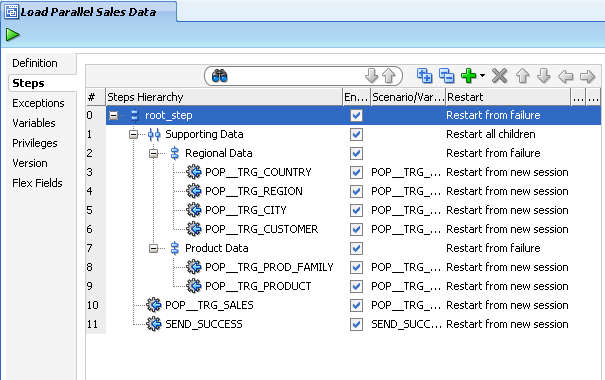 Load Parallel Sales Data
Definition
Steps
Exceptions
Variables
Privileges
Version
Flex Fields
# Steps Hierarchy En... Scenario/Var... Restart ... ...
0 root_step Restart from failure
1 Supporting Data Restart all children
2 Regional Data Restart from failure
3 POP__TRG_COUNTRY POP__TRG_... Restart from new session
4 POP__TRG_REGION POP__TRG_... Restart from new session
5 POP__TRG_CITY POP__TRG_... Restart from new session
6 POP__TRG_CUSTOMER POP__TRG_... Restart from new session
7 Product Data Restart from failure
8 POP__TRG_PROD_FAMILY POP__TRG_... Restart from new session
9 POP__TRG_PRODUCT POP__TRG_... Restart from new session
10 POP__TRG_SALES POP__TRG_... Restart from new session
11 SEND_SUCCESS SEND_SUCC... Restart from new session